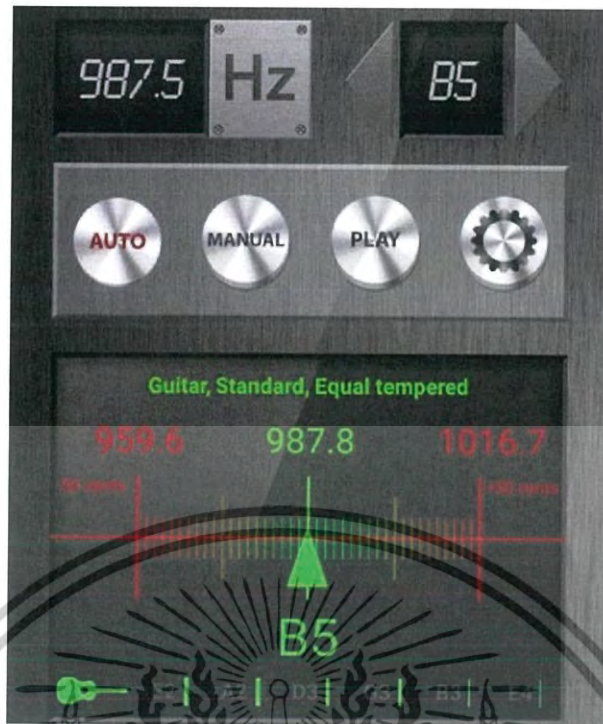 987.5 Hz B5
AUTO MANUAL PLAY
Guitar, Standard, Equal tempered
959.6 987.8 1016.7
-50 cents +50 cents
B5
A2 D3 G3 B3 E4